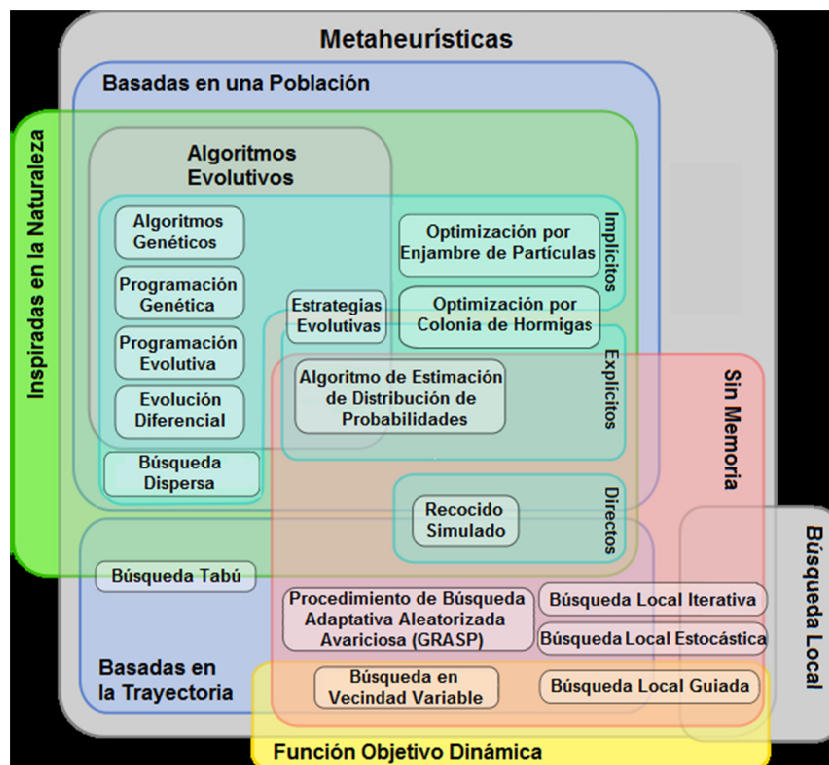 Metaheurísticas
Basadas en una Población
Inspiradas en la Naturaleza
Algoritmos
Evolutivos
Algoritmos
Genéticos
Programación
Genética
Programación
Evolutiva
Evolución
Diferencial
Búsqueda
Dispersa
Estrategias
Evolutivas
Optimización por
Enjambre de Partículas
Optimización por
Colonia de Hormigas
Implícitos
Algoritmo de Estimación
de Distribución de
Probabilidades
Explícitos
Sin Memoria
Recocido
Simulado
Directos
Búsqueda Tabú
Procedimiento de Búsqueda
Adaptativa Aleatorizada
Avariciosa (GRASP)
Búsqueda Local Iterativa
Búsqueda Local Estocástica
Búsqueda Local
Basadas en
la Trayectoria
Búsqueda en
Vecindad Variable
Búsqueda Local Guiada
Función Objetivo Dinámica